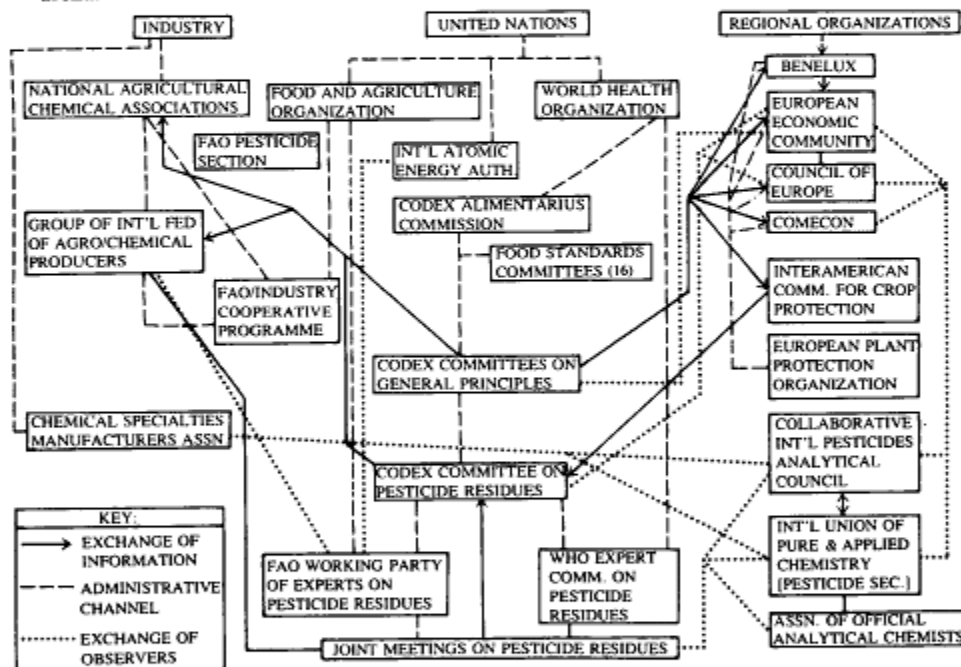 INDUSTRY
UNITED NATIONS
REGIONAL ORGANIZATIONS
NATIONAL AGRICULTURAL
CHEMICAL ASSOCIATIONS
FOOD AND AGRICULTURE
ORGANIZATION
WORLD HEALTH
ORGANIZATION
BENELUX
EUROPEAN
ECONOMIC
COMMUNITY
FAO PESTICIDE
SECTION
INT'L ATOMIC
ENERGY AUTH.
COUNCIL OF
EUROPE
CODEX ALIMENTARIUS
COMMISSION
COMECON
GROUP OF INT'L FED
OF AGRO/CHEMICAL
PRODUCERS
FOOD STANDARDS
COMMITTEES (16)
INTERAMERICAN
COMM. FOR CROP
PROTECTION
FAO/INDUSTRY
COOPERATIVE
PROGRAMME
CODEX COMMITTEES ON
GENERAL PRINCIPLES
EUROPEAN PLANT
PROTECTION
ORGANIZATION
CHEMICAL SPECIALTIES
MANUFACTURERS ASSN
COLLABORATIVE
INT'L PESTICIDES
ANALYTICAL
COUNCIL
CODEX COMMITTEE ON
PESTICIDE RESIDUES
KEY:
EXCHANGE OF
INFORMATION
ADMINISTRATIVE
CHANNEL
EXCHANGE OF
OBSERVERS
FAO WORKING PARTY
OF EXPERTS ON
PESTICIDE RESIDUES
WHO EXPERT
COMM. ON
PESTICIDE
RESIDUES
INT'L UNION OF
PURE & APPLIED
CHEMISTRY
[PESTICIDE SEC.]
ASSN. OF OFFICIAL
ANALYTICAL CHEMISTS
JOINT MEETINGS ON PESTICIDE RESIDUES